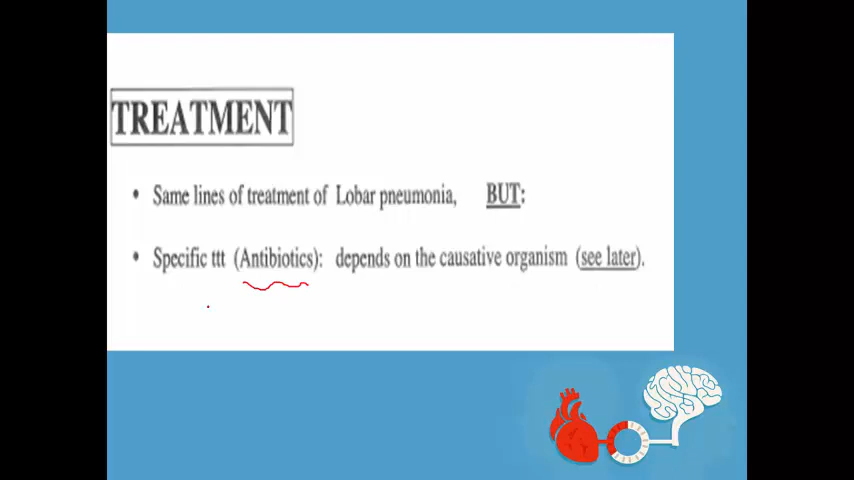 TREATMENT
• Same lines of treatment of Lobar pneumonia, BUT:
• Specific ttt (Antibiotics): depends on the causative organism (see later).